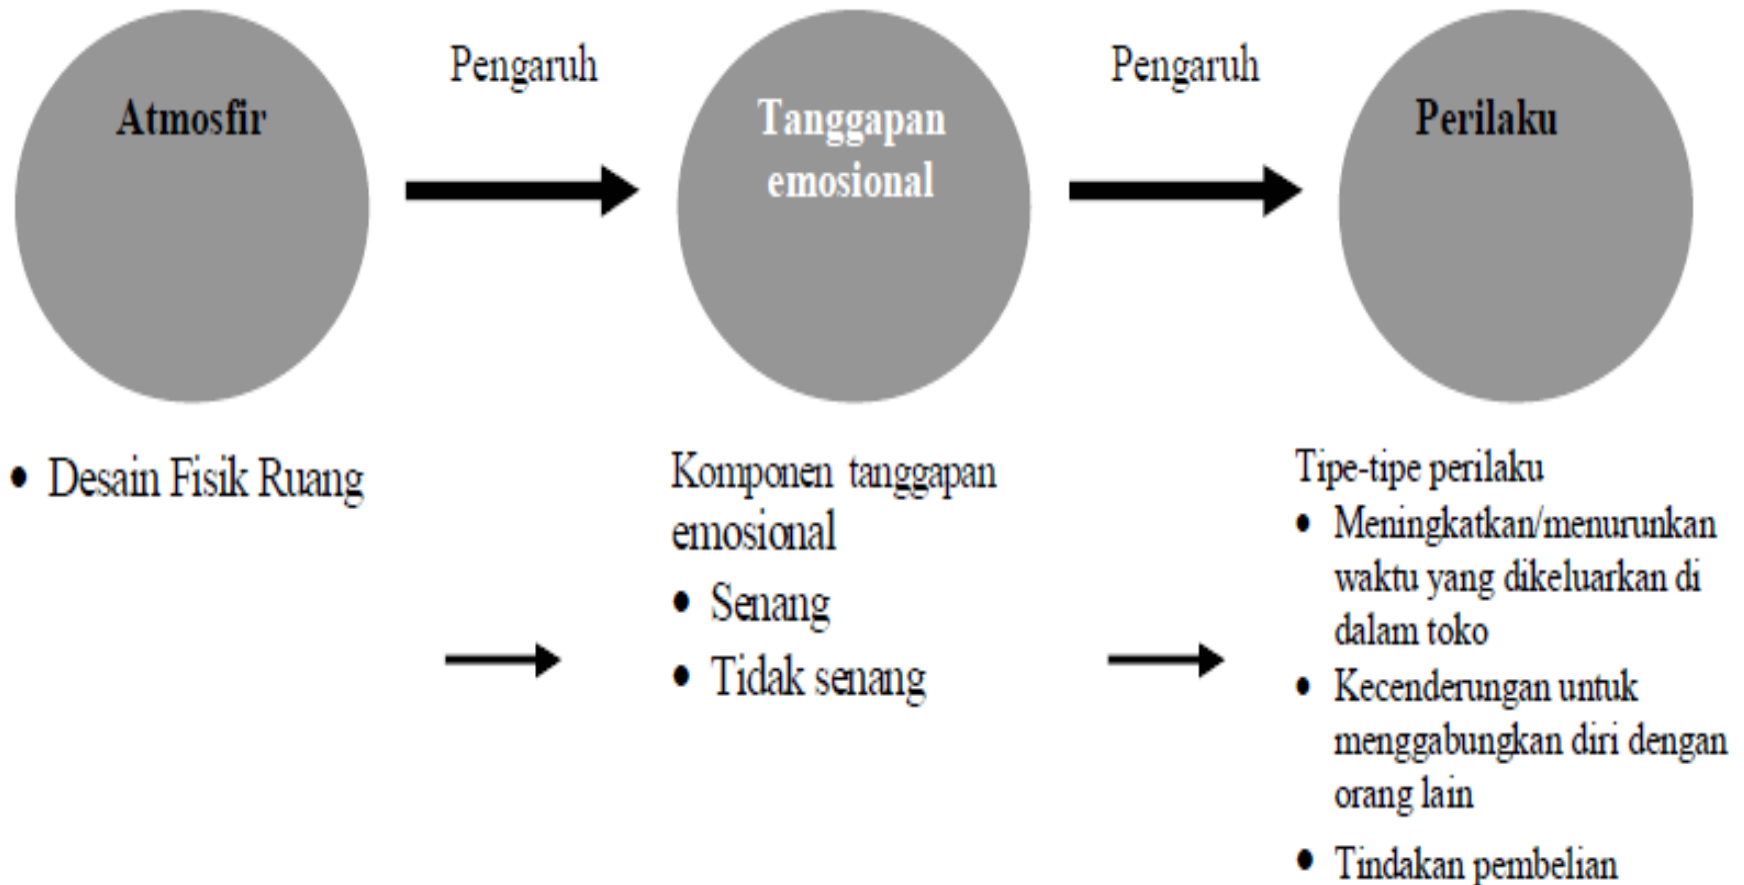 Atmosfir
Pengaruh
Tanggapan
emosional
Pengaruh
Perilaku
• Desain Fisik Ruang
Komponen tanggapan
emosional
• Senang
• Tidak senang
Tipe-tipe perilaku
• Meningkatkan/menurunkan
waktu yang dikeluarkan di
dalam toko
• Kecenderungan untuk
menggabungkan diri dengan
orang lain
• Tindakan pembelian